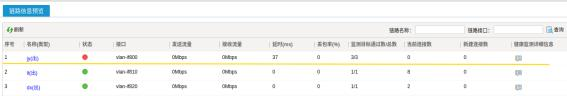 链路信息预览
刷新 链路名称: 链路接口: 查询
序号 名称(类型) 状态 接口 发送流量 接收流量 延时(ms) 丢包率(%) 监测目标通过数/总数 当前连接数 新建连接数 健康监测详细信息
1 vlan-if800 0Mbps 0Mbps 37 0 3/3 0 0
2 vlan-if810 0Mbps 0Mbps 0 0 1/1 8 0
3 vlan-if820 0Mbps 0Mbps 0 0 1/1 2 0